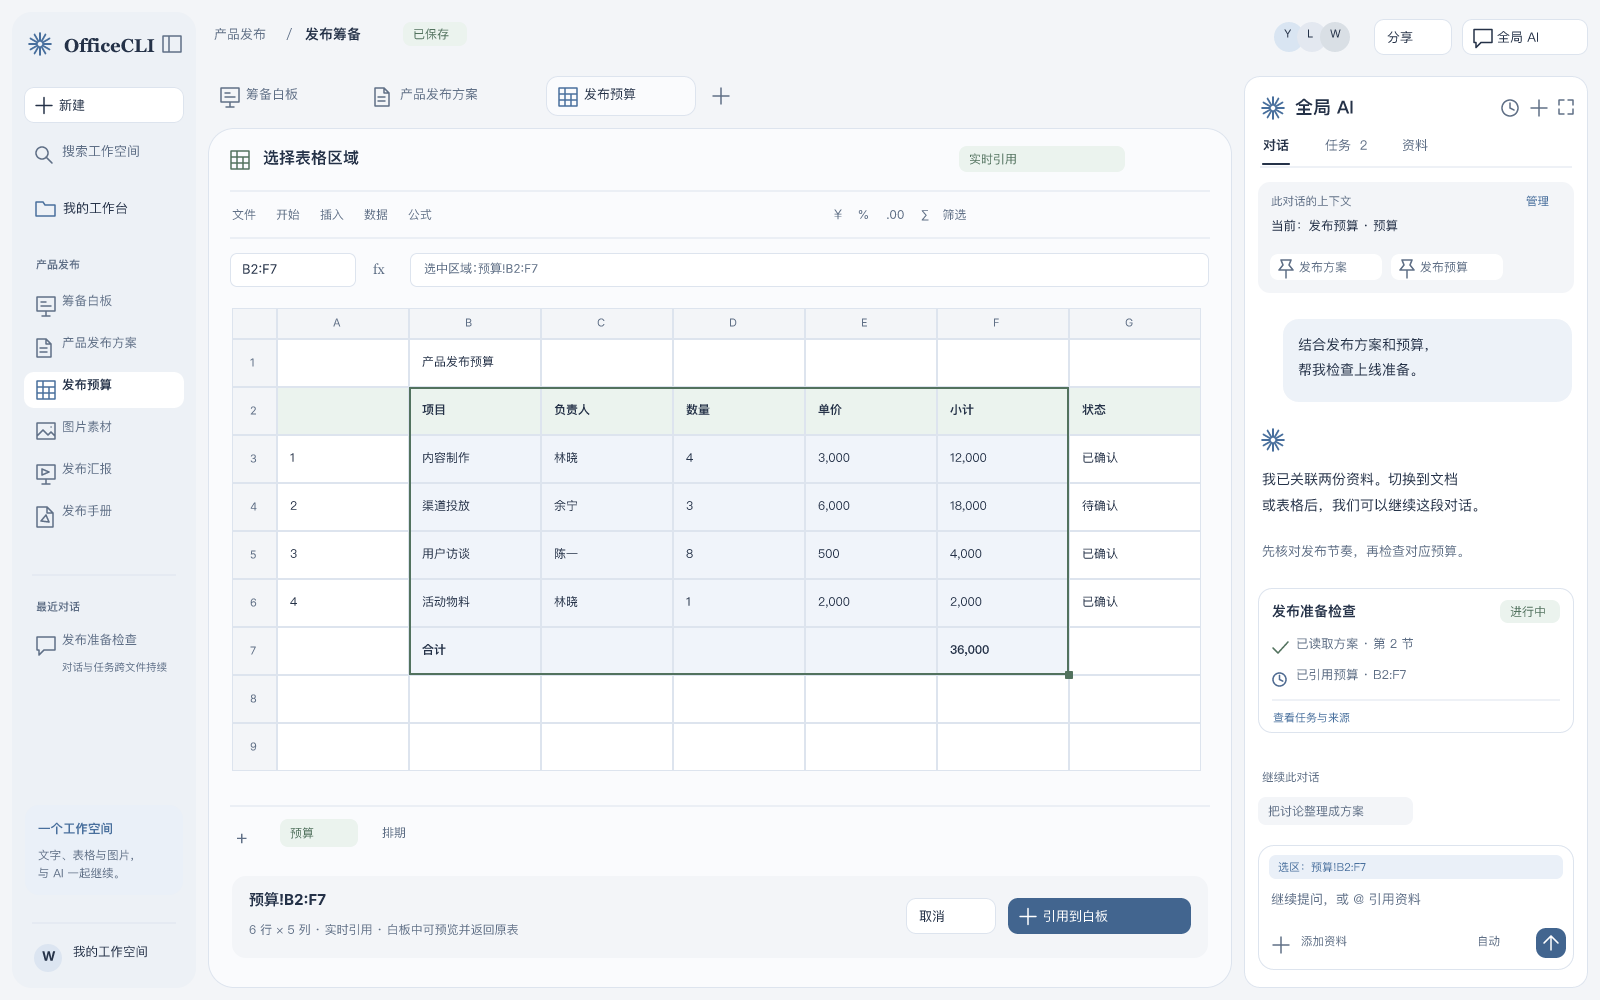 OfficeCLI
新建
搜索工作空间
我的工作台
产品发布
筹备白板
产品发布方案
发布预算
图片素材
发布汇报
发布手册
最近对话
发布准备检查
对话与任务跨文件持续
一个工作空间
文字、表格与图片，
与 AI 一起继续。
W 我的工作空间
产品发布 / 发布筹备 已保存
Y L W 分享 全局 AI
筹备白板 产品发布方案 发布预算
选择表格区域 实时引用
文件 开始 插入 数据 公式 ¥ % .00 ∑ 筛选
B2:F7 fx 选中区域:预算!B2:F7
A B C D E F G
1 产品发布预算
2 项目 负责人 数量 单价 小计 状态
3 1 内容制作 林晓 4 3,000 12,000 已确认
4 2 渠道投放 余宁 3 6,000 18,000 待确认
5 3 用户访谈 陈一 8 500 4,000 已确认
6 4 活动物料 林晓 1 2,000 2,000 已确认
7 合计 36,000
8
9
+ 预算 排期
预算!B2:F7
6 行 × 5 列 · 实时引用 · 白板中可预览并返回原表
取消 引用到白板
全局 AI
对话 任务 2 资料
此对话的上下文 管理
当前：发布预算 · 预算
发布方案 发布预算
结合发布方案和预算，
帮我检查上线准备。
我已关联两份资料。切换到文档
或表格后，我们可以继续这段对话。
先核对发布节奏，再检查对应预算。
发布准备检查 进行中
已读取方案 · 第 2 节
已引用预算 · B2:F7
查看任务与来源
继续此对话
把讨论整理成方案
选区：预算!B2:F7
继续提问，或 @ 引用资料
添加资料 自动